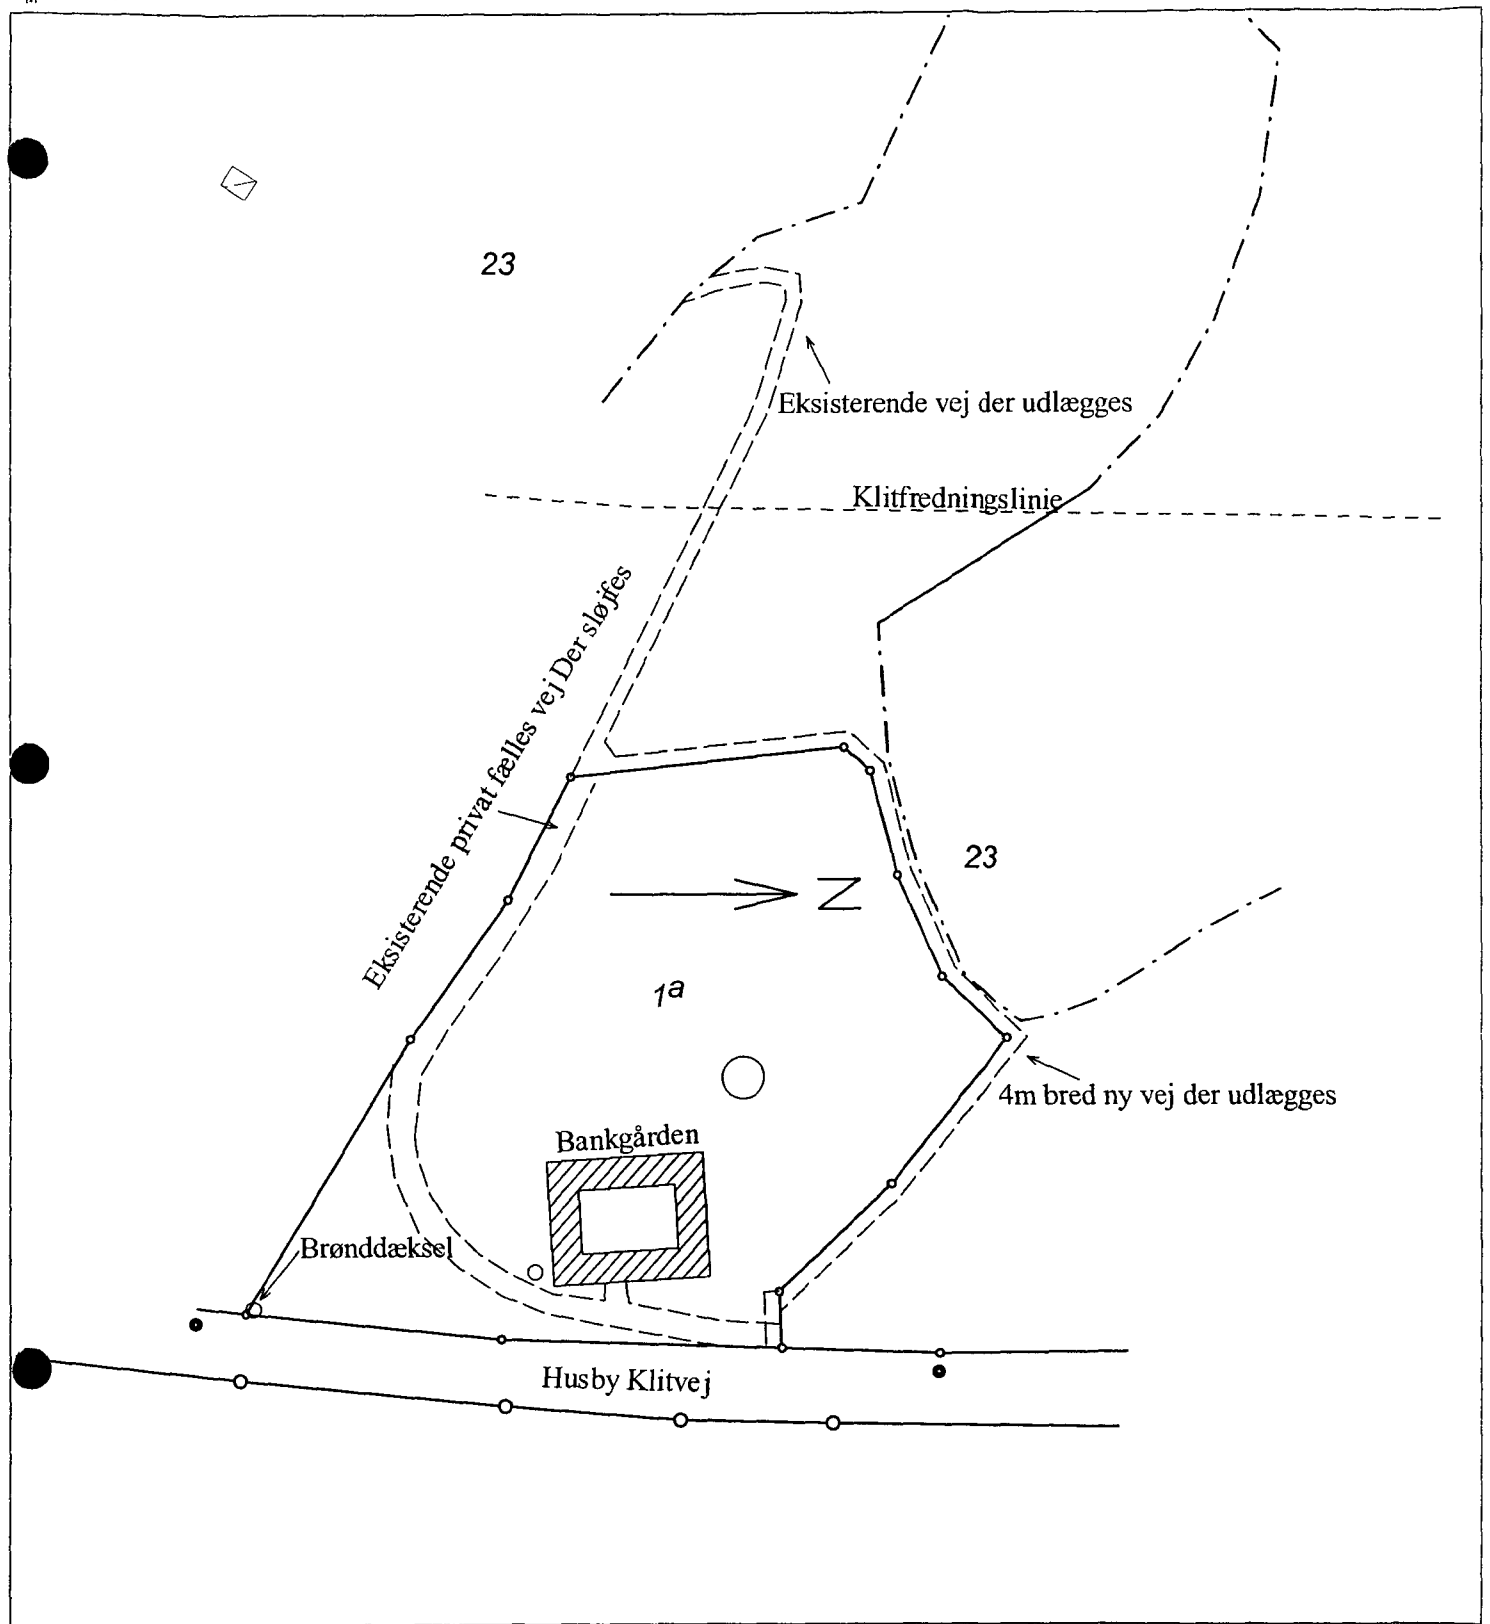 23
Eksisterende vej der udlægges
Klitfredningslinie
Eksisterende privat fælles vej Der sløjfes
23
N
1a
4m bred ny vej der udlægges
Bankgården
Brønddæksel
Husby Klitvej